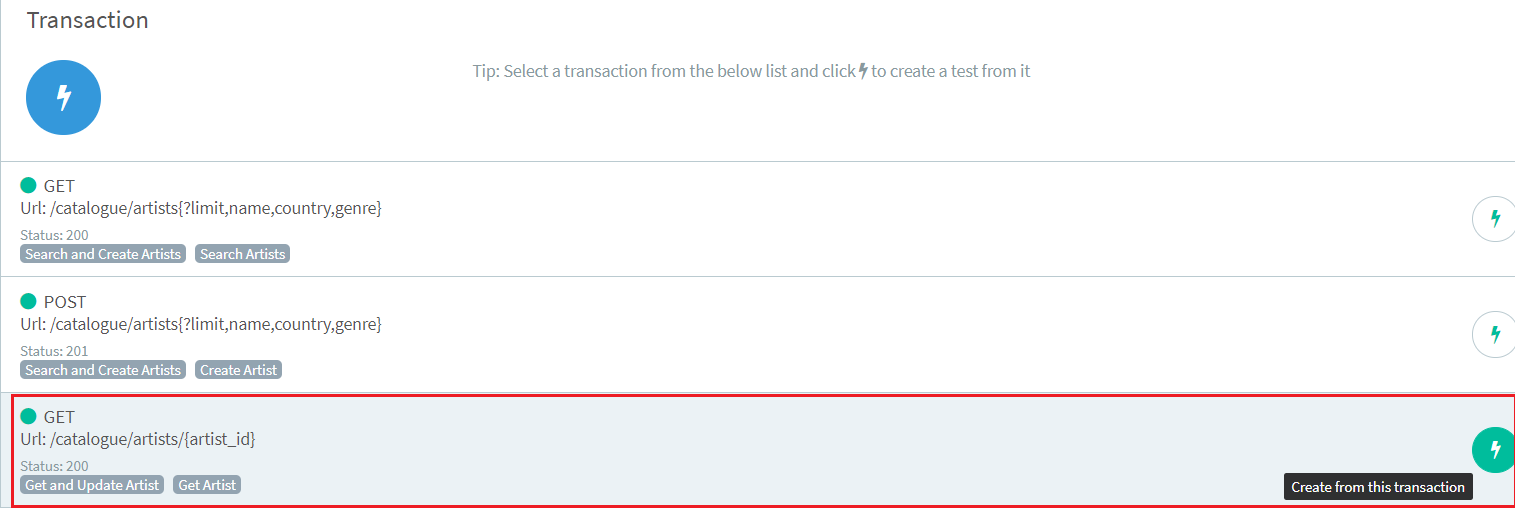 Transaction
Tip: Select a transaction from the below list and click to create a test from it
GET
Url: /catalogue/artists{?limit,name,country,genre}
Status: 200
Search and Create Artists Search Artists
POST
Url: /catalogue/artists{?limit,name,country,genre}
Status: 201
Search and Create Artists Create Artist
GET
Url: /catalogue/artists/{artist_id}
Status: 200
Get and Update Artist Get Artist
Create from this transaction